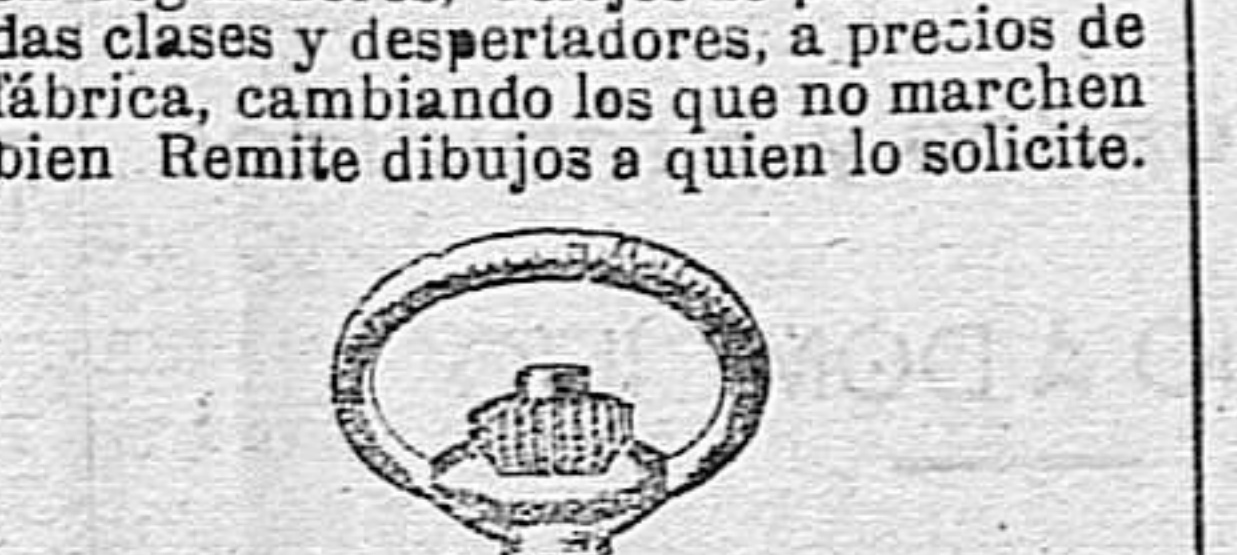 das clases y despertadores, a precios de
fábrica, cambiando los que no marchen
bien Remite dibujos a quien lo solicite.